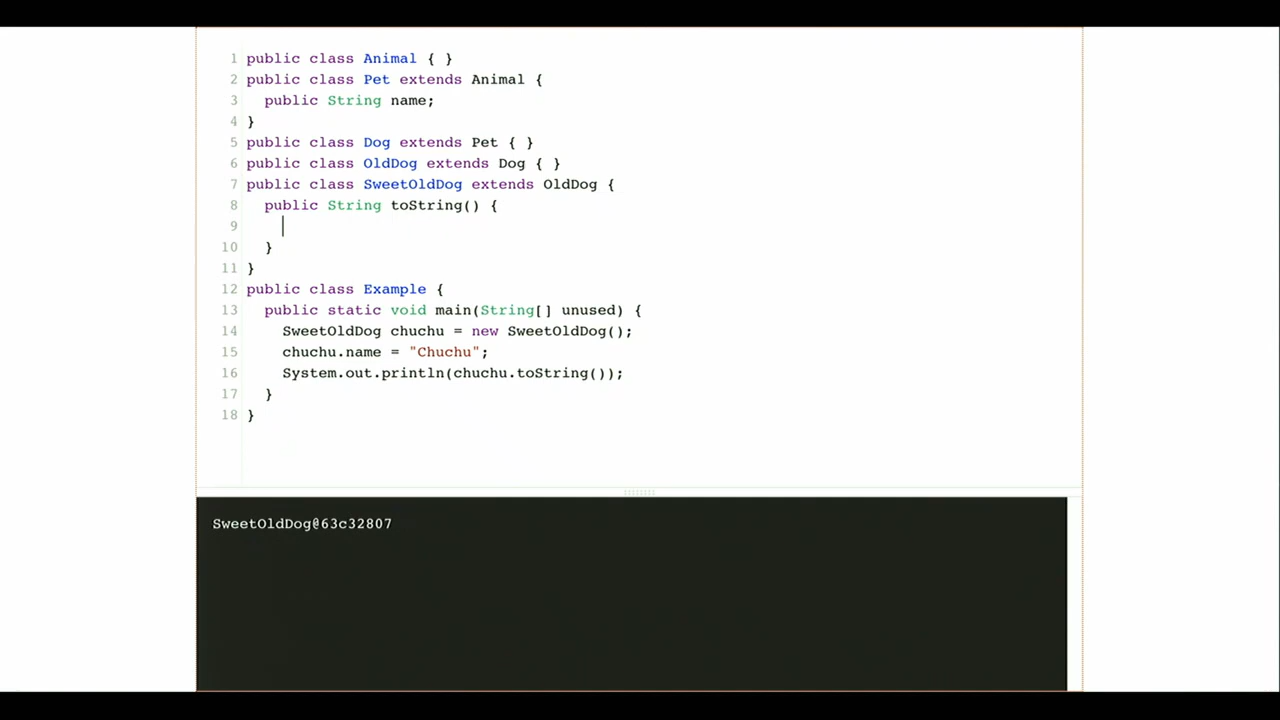 1 public class Animal { }
2 public class Pet extends Animal {
3   public String name;
4 }
5 public class Dog extends Pet { }
6 public class OldDog extends Dog { }
7 public class SweetOldDog extends OldDog {
8   public String toString() {
9
10   }
11 }
12 public class Example {
13   public static void main(String[] unused) {
14     SweetOldDog chuchu = new SweetOldDog();
15     chuchu.name = "Chuchu";
16     System.out.println(chuchu.toString());
17   }
18 }
SweetOldDog@63c32807